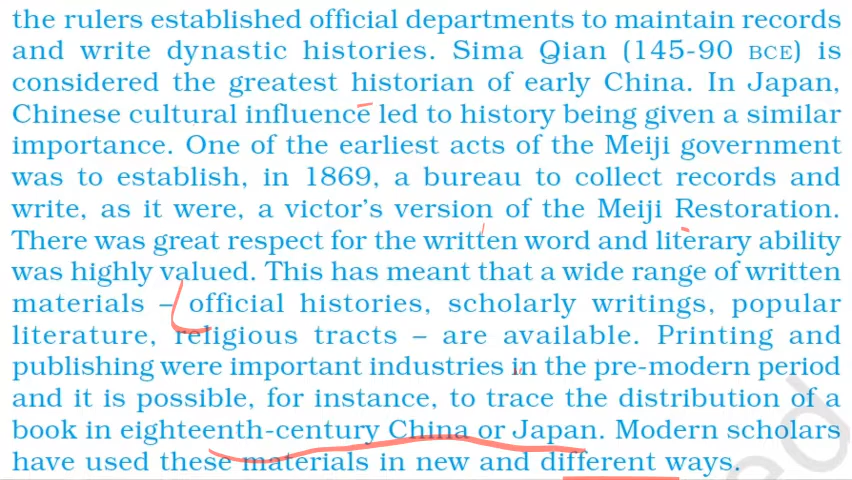 the rulers established official departments to maintain records
and write dynastic histories. Sima Qian (145-90 BCE) is
considered the greatest historian of early China. In Japan,
Chinese cultural influence led to history being given a similar
importance. One of the earliest acts of the Meiji government
was to establish, in 1869, a bureau to collect records and
write, as it were, a victor's version of the Meiji Restoration.
There was great respect for the written word and literary ability
was highly valued. This has meant that a wide range of written
materials – official histories, scholarly writings, popular
literature, religious tracts – are available. Printing and
publishing were important industries in the pre-modern period
and it is possible, for instance, to trace the distribution of a
book in eighteenth-century China or Japan. Modern scholars
have used these materials in new and different ways.